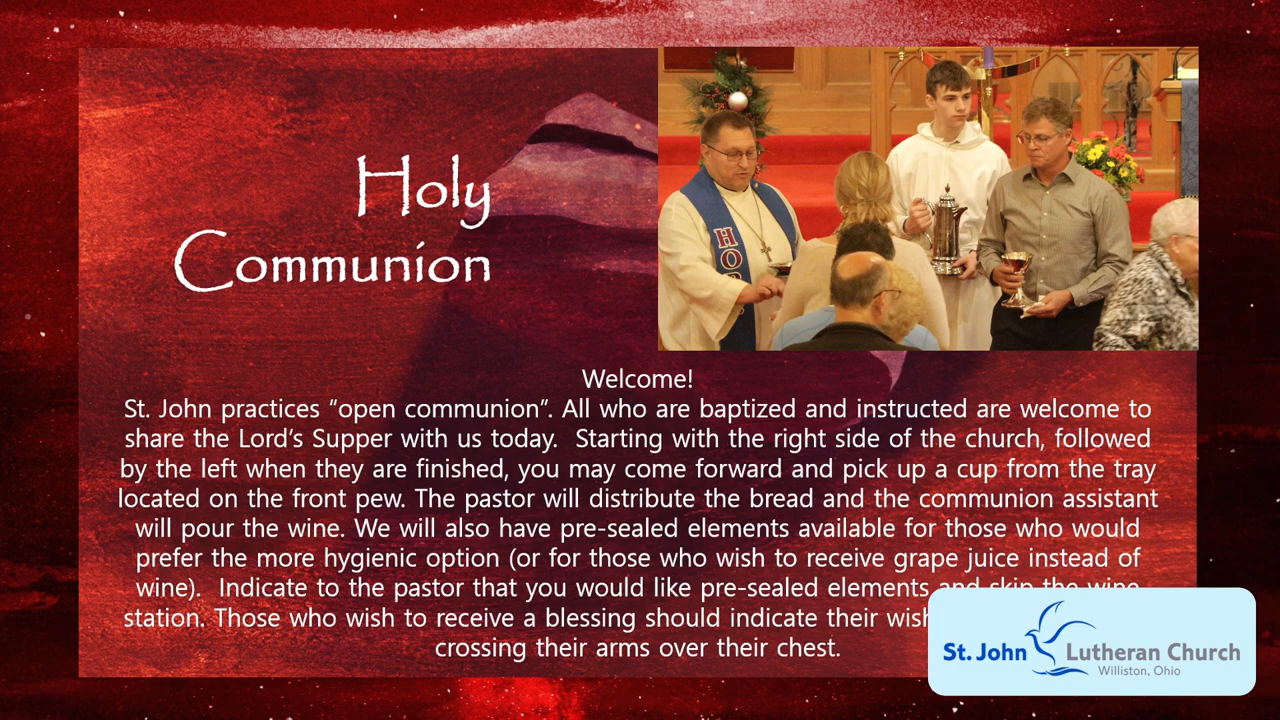 Holy
Communion
HOP
Welcome!
St. John practices “open communion”. All who are baptized and instructed are welcome to
share the Lord’s Supper with us today.  Starting with the right side of the church, followed
by the left when they are finished, you may come forward and pick up a cup from the tray
located on the front pew. The pastor will distribute the bread and the communion assistant
will pour the wine. We will also have pre-sealed elements available for those who would
prefer the more hygienic option (or for those who wish to receive grape juice instead of
wine).  Indicate to the pastor that you would like pre-sealed elements and skip the wine
station. Those who wish to receive a blessing should indicate their wish
crossing their arms over their chest.
St. John Lutheran Church
Williston, Ohio